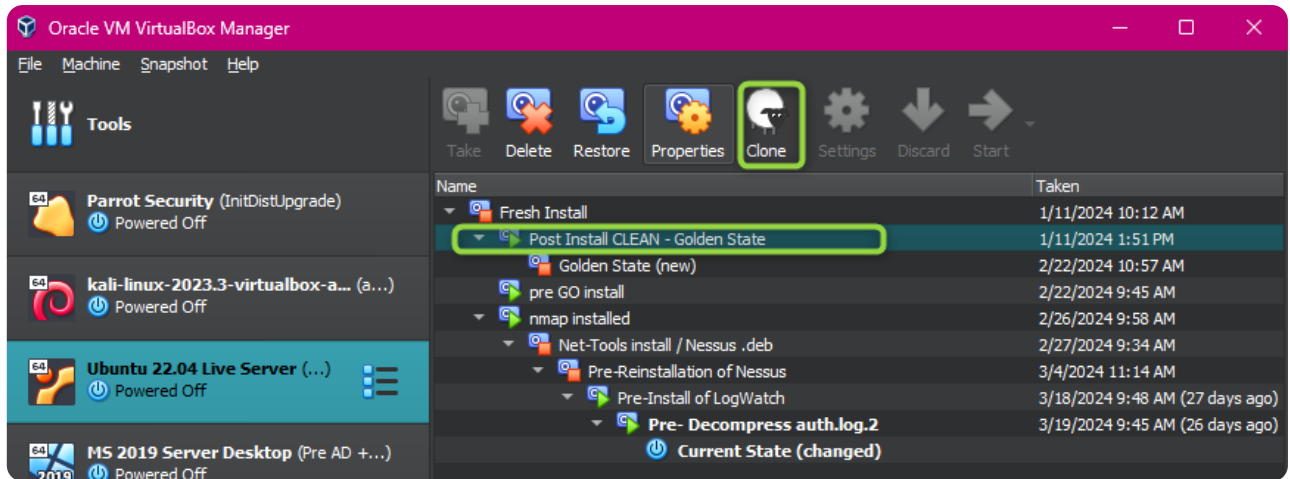 Oracle VM VirtualBox Manager
File Machine Snapshot Help
Tools
Take Delete Restore Properties Clone Settings Discard Start
64 Parrot Security (InitDistUpgrade)
Powered Off
64 kali-linux-2023.3-virtualbox-a... (a...)
Powered Off
64 Ubuntu 22.04 Live Server (...)
Powered Off
64 MS 2019 Server Desktop (Pre AD +...)
2019 Powered Off
Name Taken
Fresh Install 1/11/2024 10:12 AM
Post Install CLEAN - Golden State 1/11/2024 1:51 PM
Golden State (new) 2/22/2024 10:57 AM
pre GO install 2/22/2024 9:45 AM
nmap installed 2/26/2024 9:58 AM
Net-Tools install / Nessus .deb 2/27/2024 9:34 AM
Pre-Reinstallation of Nessus 3/4/2024 11:14 AM
Pre-Install of LogWatch 3/18/2024 9:48 AM (27 days ago)
Pre- Decompress auth.log.2 3/19/2024 9:45 AM (26 days ago)
Current State (changed)